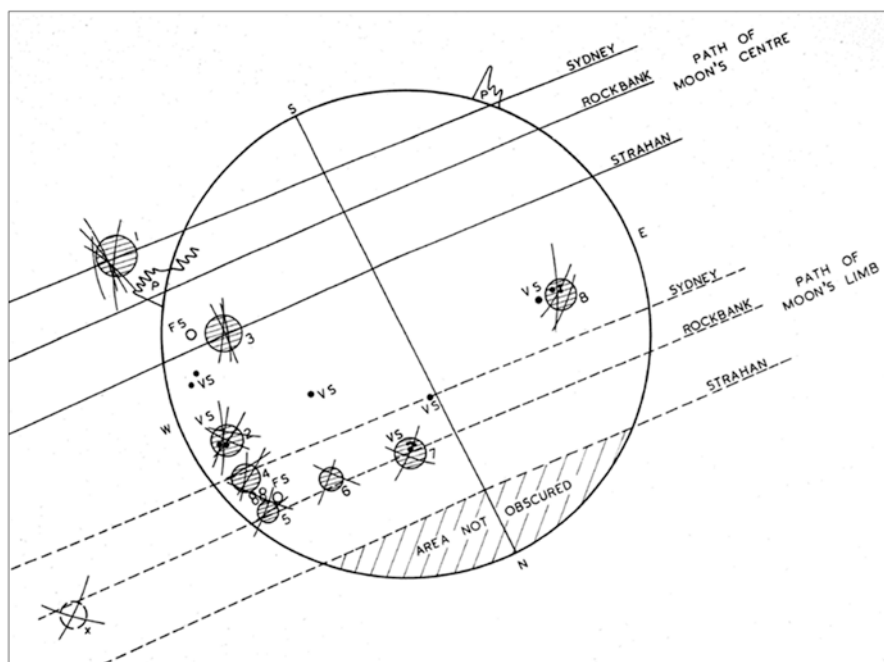 SYDNEY
ROCKBANK
STRAHAN
PATH OF
MOON'S CENTRE
S
P
1
P
E
FS
3
VS
8
SYDNEY
ROCKBANK
STRAHAN
PATH OF
MOON'S LIMB
VS
VS
VS
W
VS
2
VS
7
4
FS
5
6
AREA NOT OBSCURED
N
x